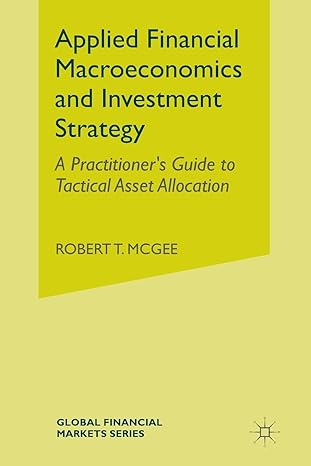 Applied Financial
Macroeconomics
and Investment
Strategy
A Practitioner's Guide to
Tactical Asset Allocation
ROBERT T. MCGEE
GLOBAL FINANCIAL
MARKETS SERIES